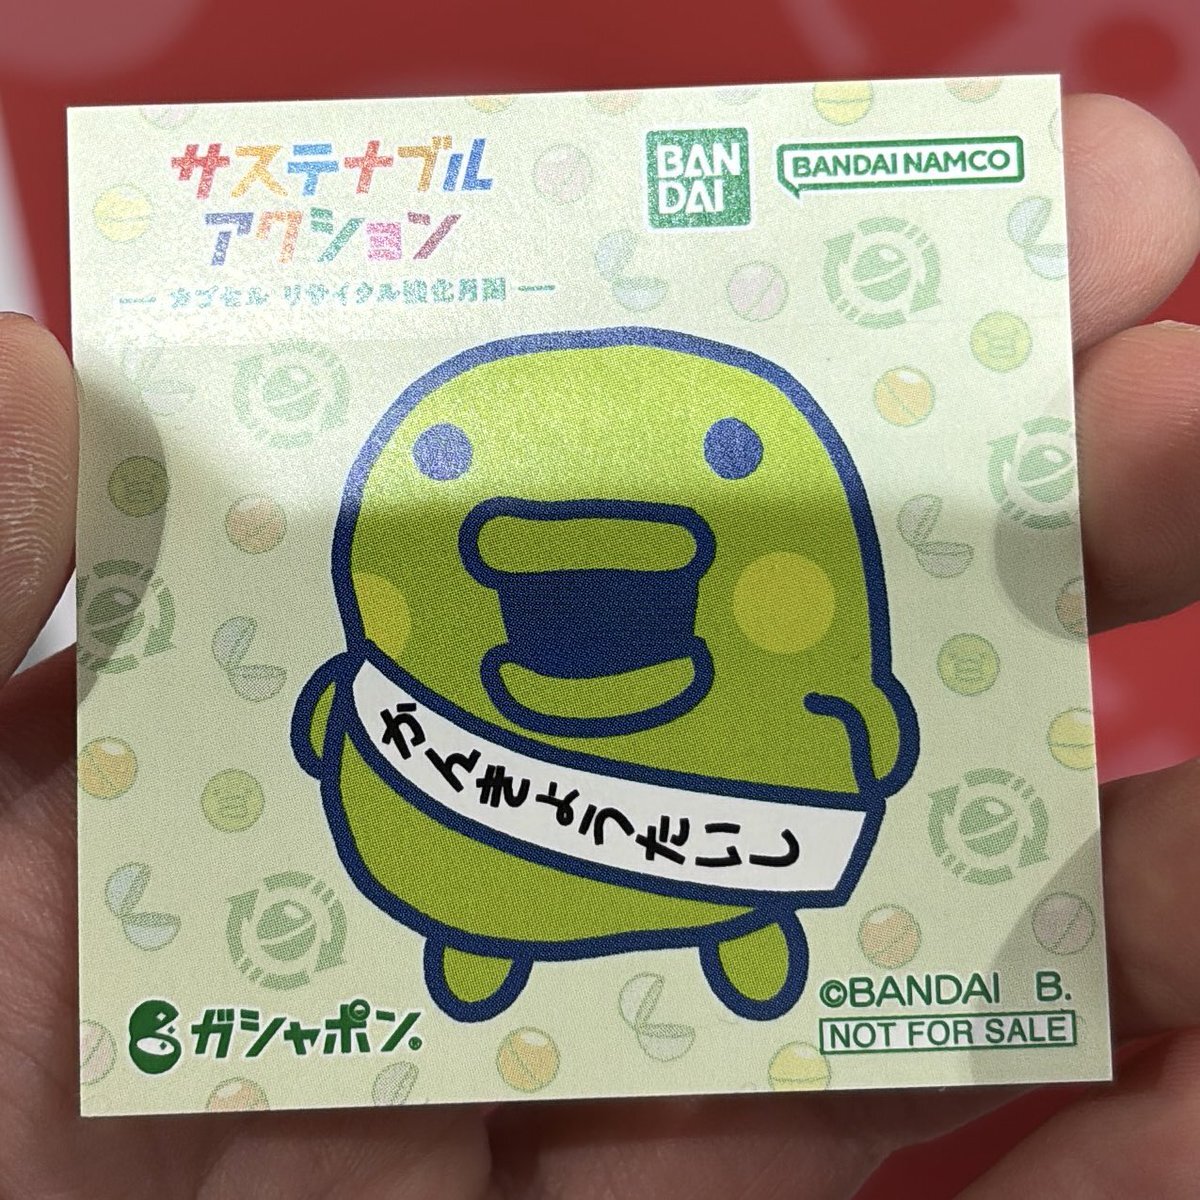 サステナブル
アクション
BAN
DAI
BANDAI NAMCO
カプセル リサイクル強化月間
かんきょうたいし
ガシャポン®
©BANDAI B.
NOT FOR SALE